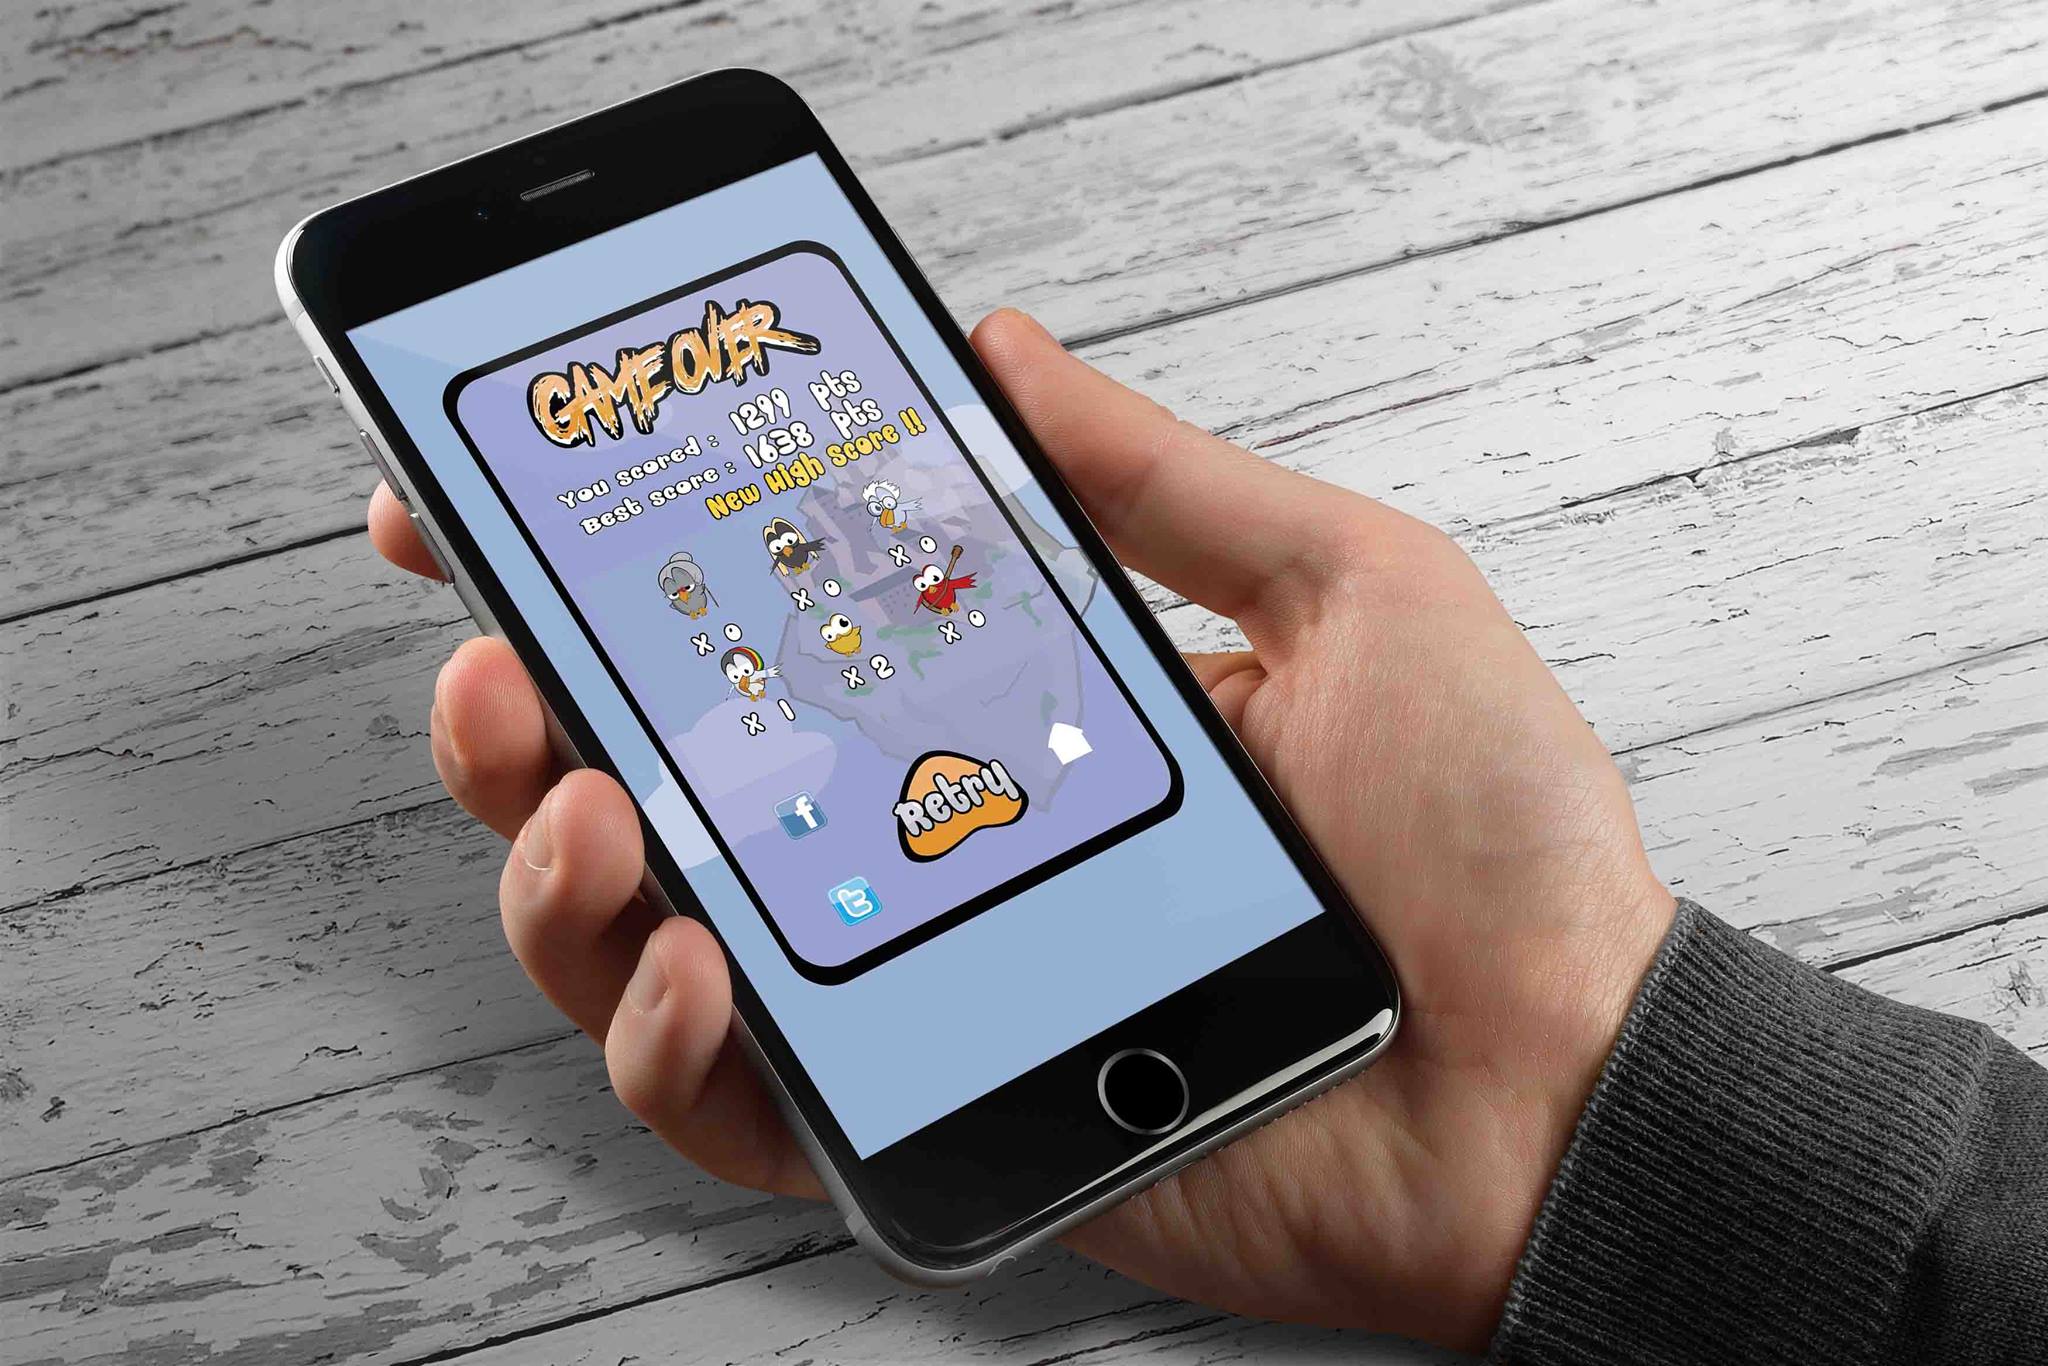 GAME OVER
You scored : 1299 pts
Best score : 1638 pts
New High score !!
x 0
x 0
x 0
x 1
x 2
x 0
Retry
f
t